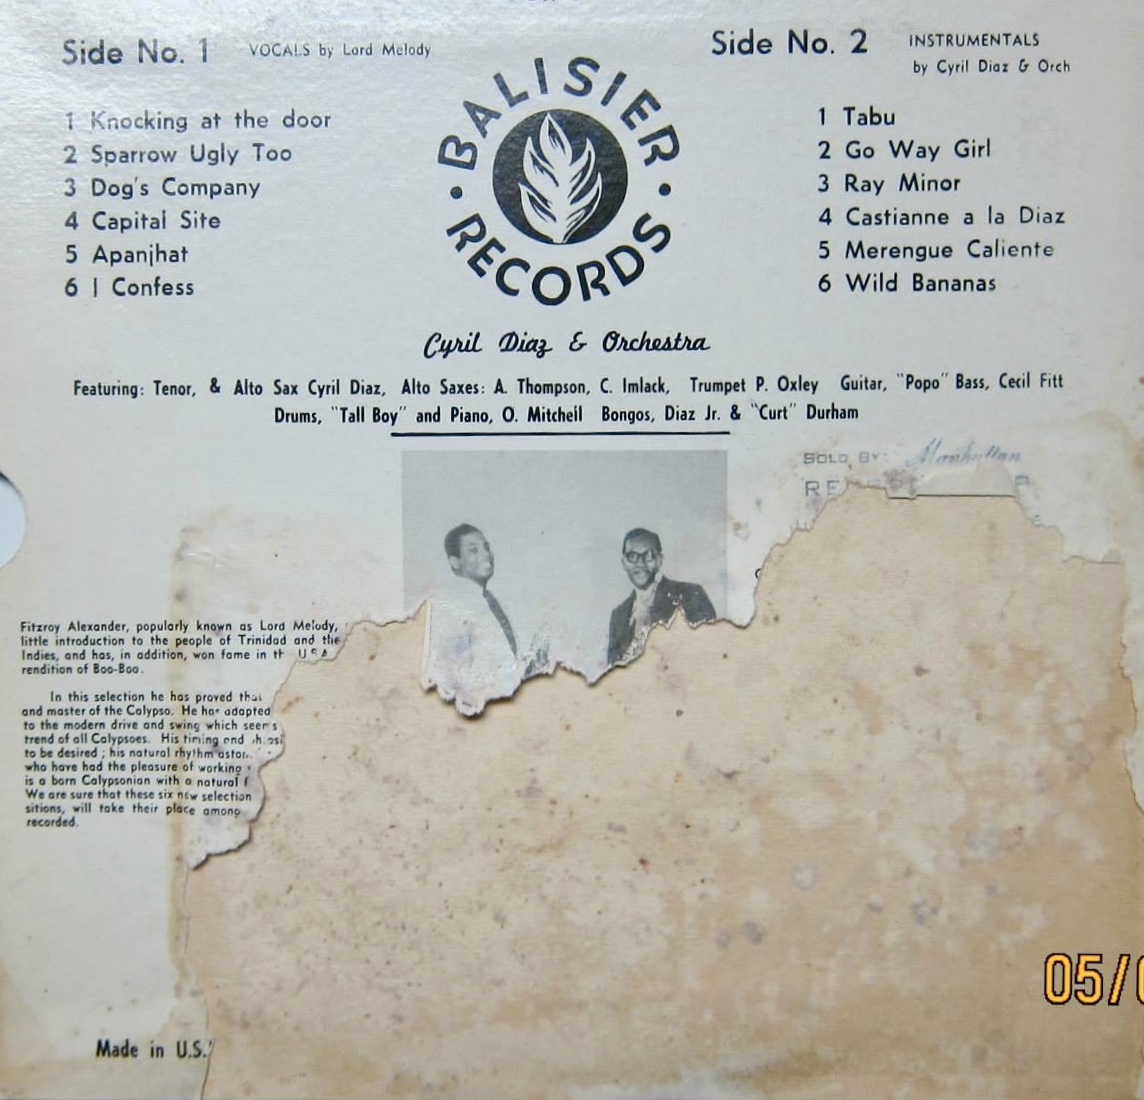 Side No. 1 VOCALS by Lord Melody
1 Knocking at the door
2 Sparrow Ugly Too
3 Dog's Company
4 Capital Site
5 Apanjhat
6 I Confess
BALISIER
RECORDS
Side No. 2 INSTRUMENTALS
by Cyril Diaz & Orch
1 Tabu
2 Go Way Girl
3 Ray Minor
4 Castianne a la Diaz
5 Merengue Caliente
6 Wild Bananas
Cyril Diaz & Orchestra
Featuring: Tenor, & Alto Sax Cyril Diaz, Alto Saxes: A. Thompson, C. Imlack, Trumpet P. Oxley Guitar, "Popo" Bass, Cecil Fitt
Drums, "Tall Boy" and Piano, O. Mitchell Bongos, Diaz Jr. & "Curt" Durham
SOLD BY: Manhattan
Fitzroy Alexander, popularly known as Lord Melody,
little introduction to the people of Trinidad and the
Indies, and has, in addition, won fame in U S A
rendition of Boo-Boo.
In this selection he has proved
and master of the Calypso. He has adapted
to the modern drive and swing which seems
trend of all Calypsoes. His timing and
to be desired ; his natural rhythm
who have had the pleasure of working
is a born Calypsonian with a natural
We are sure that these six new selection
sitions, will take their place among
recorded.
Made in U.S.
05/